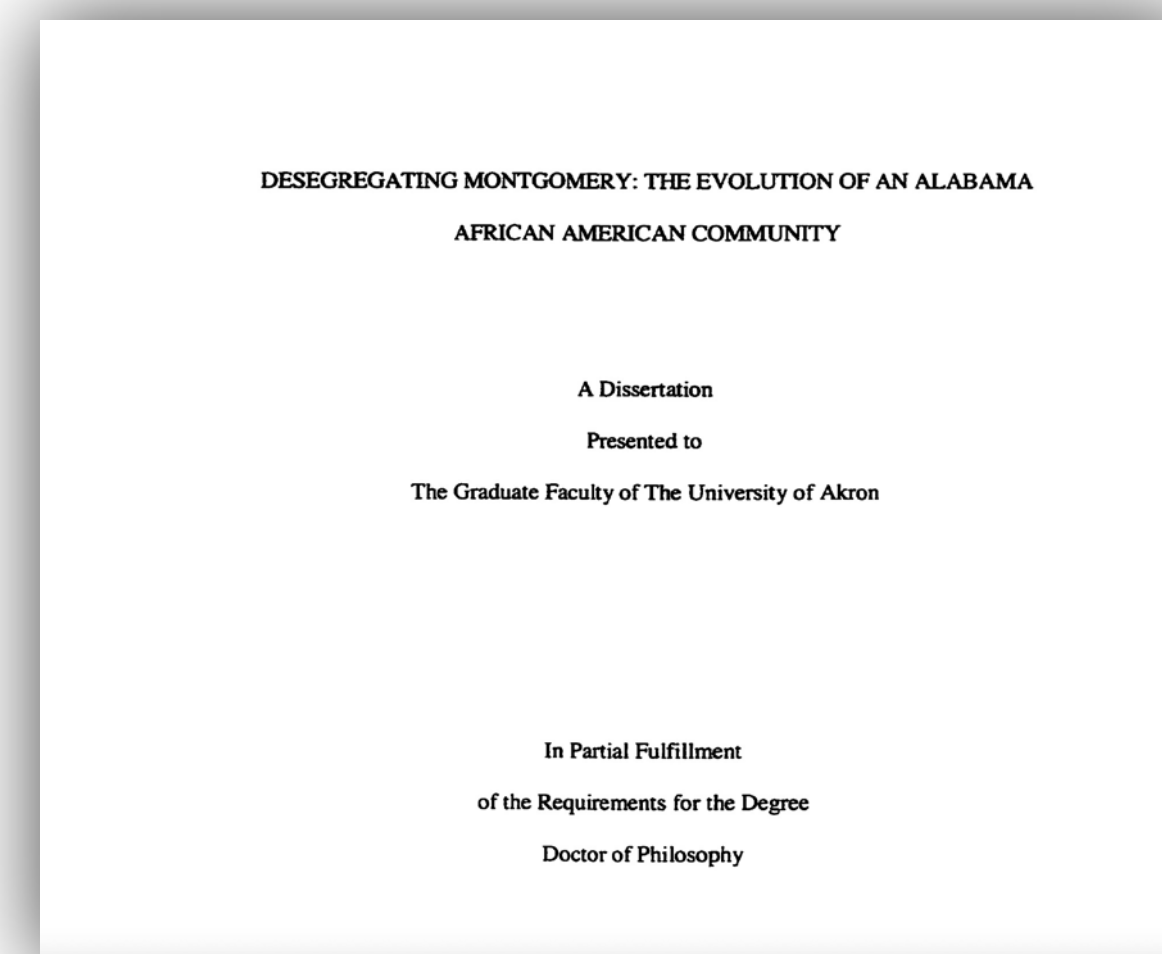 DESEGREGATING MONTGOMERY: THE EVOLUTION OF AN ALABAMA
AFRICAN AMERICAN COMMUNITY
A Dissertation
Presented to
The Graduate Faculty of The University of Akron
In Partial Fulfillment
of the Requirements for the Degree
Doctor of Philosophy